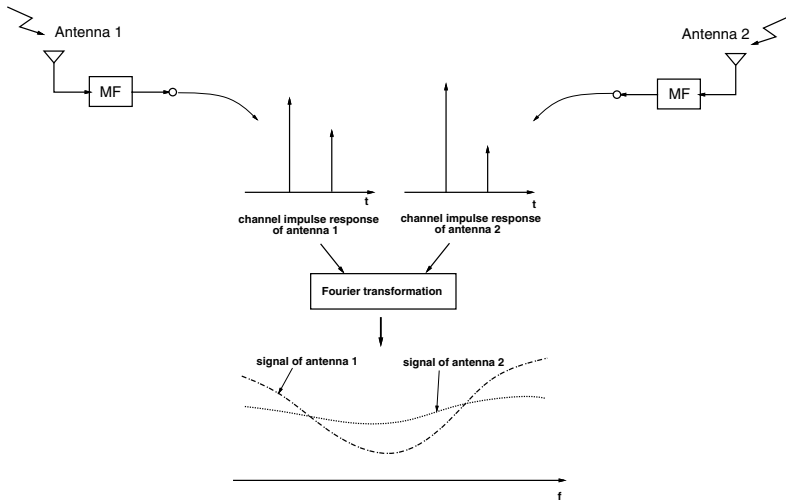 Antenna 1
Antenna 2
MF
MF
t
t
channel impulse response
of antenna 1
channel impulse response
of antenna 2
Fourier transformation
signal of antenna 1
signal of antenna 2
f